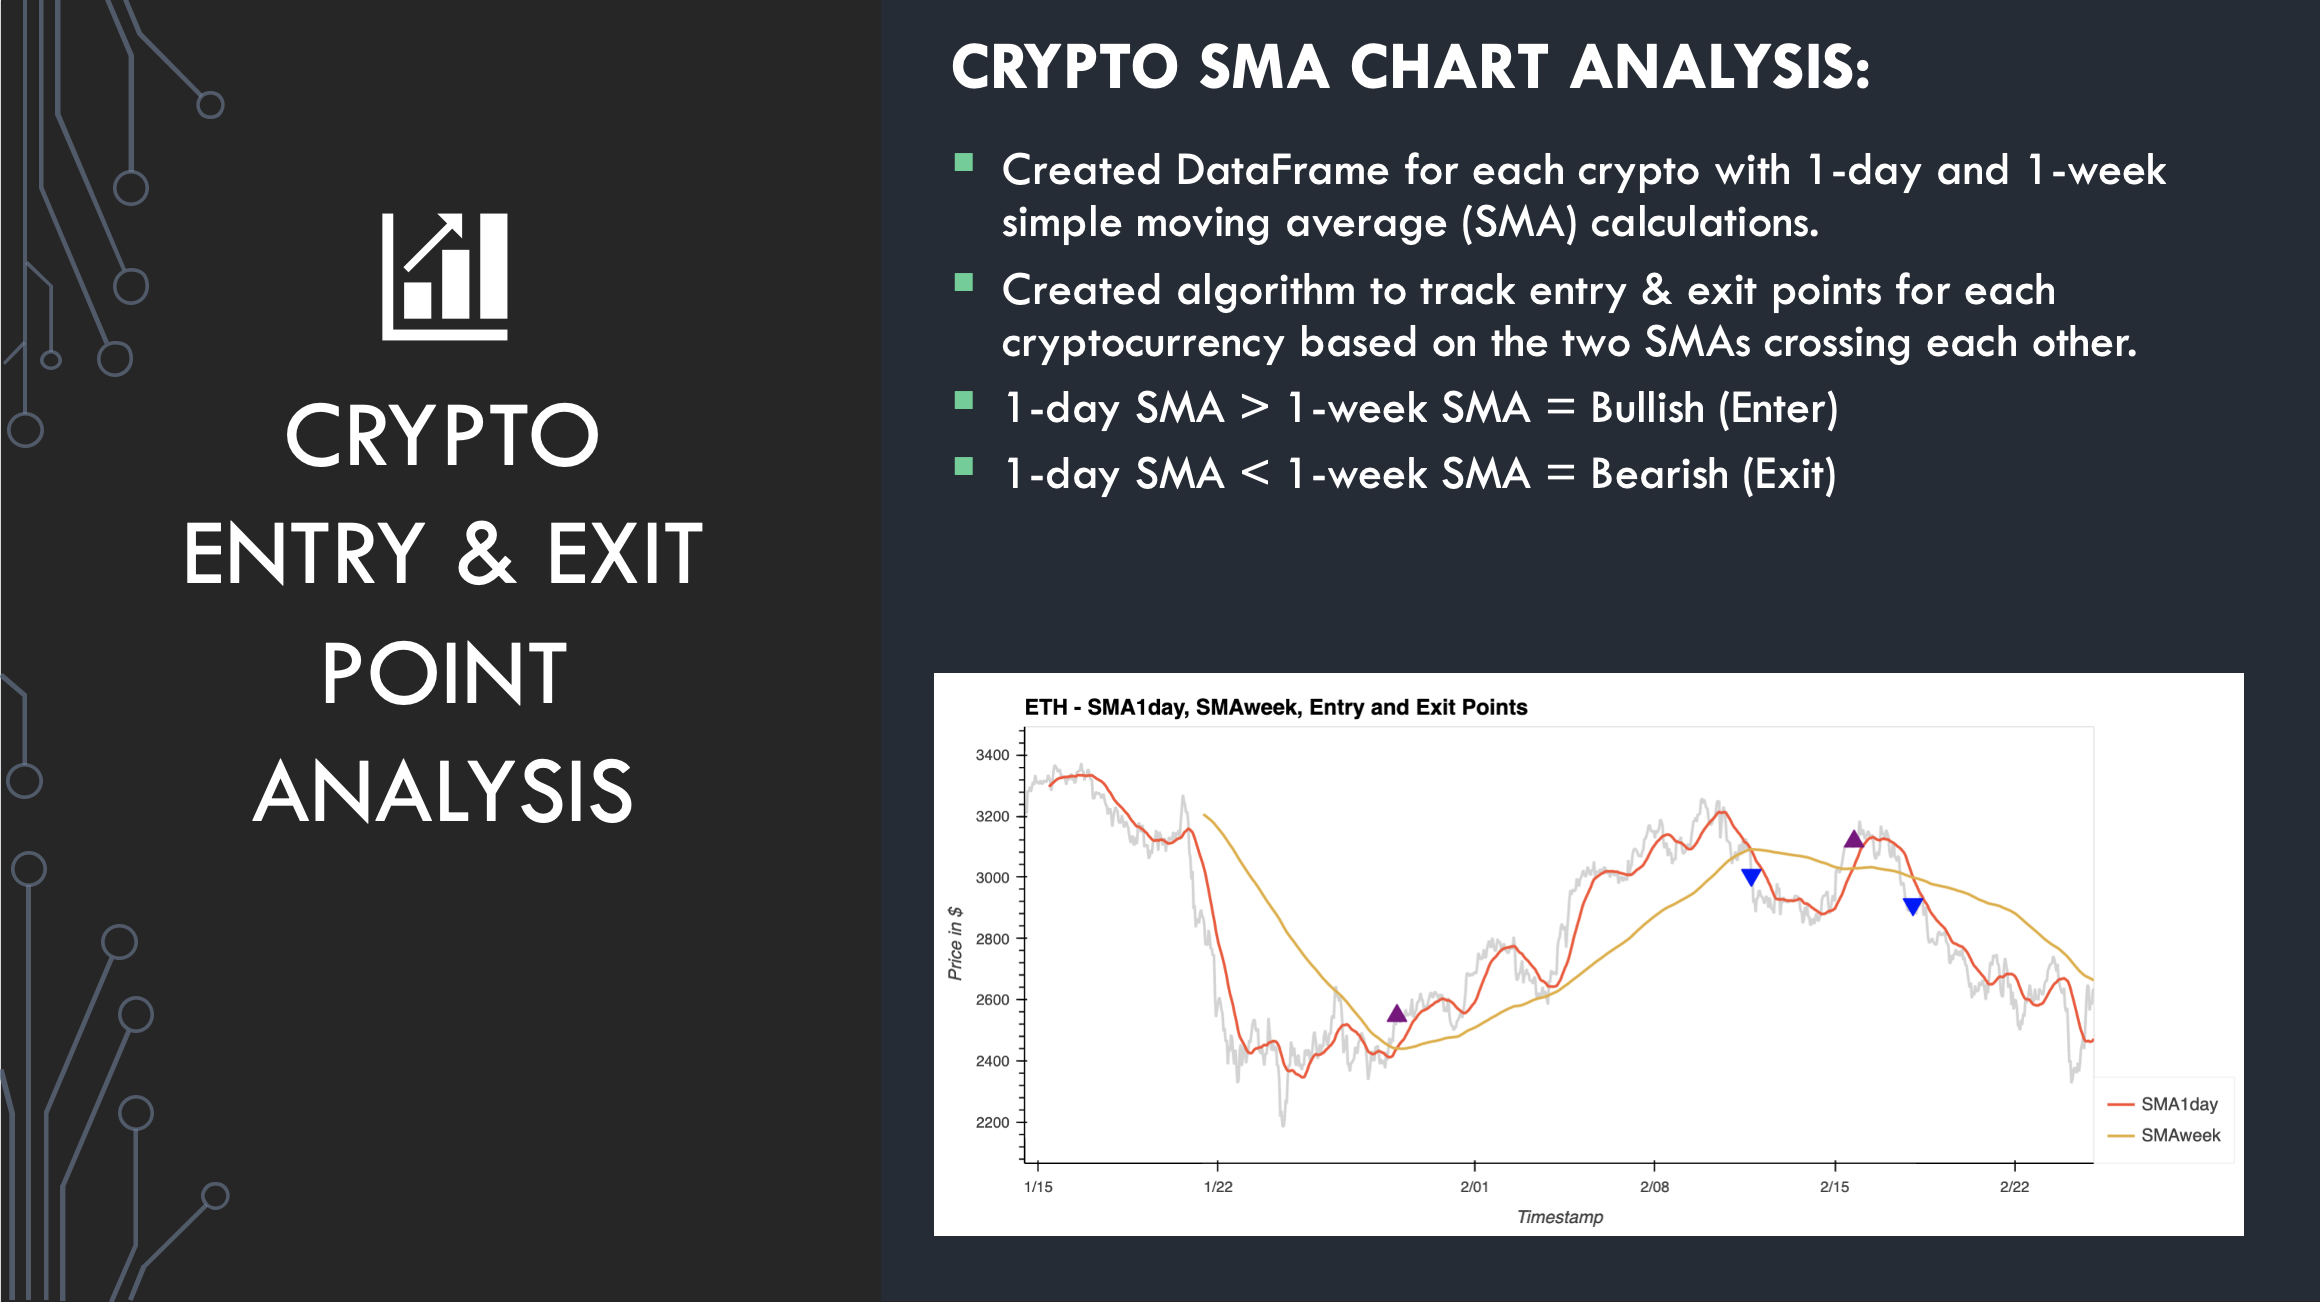 CRYPTO
ENTRY & EXIT
POINT
ANALYSIS
CRYPTO SMA CHART ANALYSIS:
Created DataFrame for each crypto with 1-day and 1-week
simple moving average (SMA) calculations.
Created algorithm to track entry & exit points for each
cryptocurrency based on the two SMAs crossing each other.
1-day SMA > 1-week SMA = Bullish (Enter)
1-day SMA < 1-week SMA = Bearish (Exit)
ETH - SMA1day, SMAweek, Entry and Exit Points
Price in $
3400
3200
3000
2800
2600
2400
2200
SMA1day
SMAweek
1/15 1/22 2/01 2/08 2/15 2/22
Timestamp